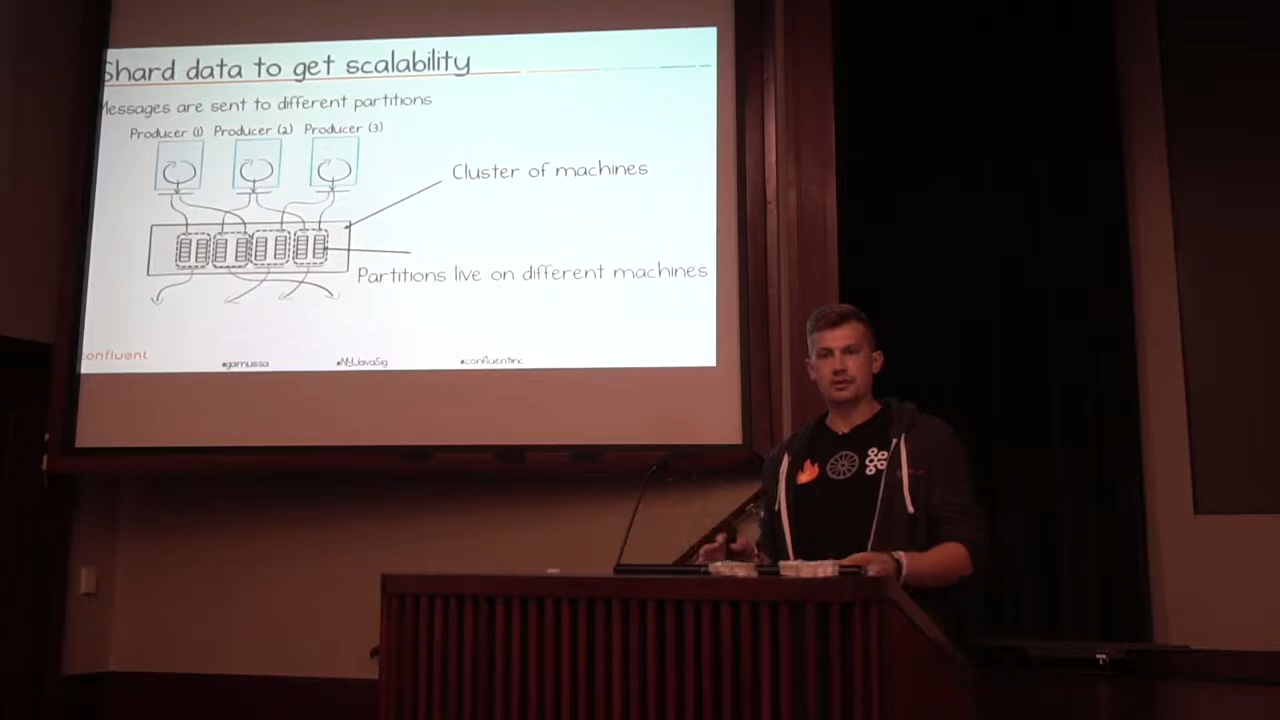 Shard data to get scalability
Messages are sent to different partitions
Producer (1) Producer (2) Producer (3)
Cluster of machines
Partitions live on different machines
confluent
@gamussa
#NYJavaSig
@confluentinc